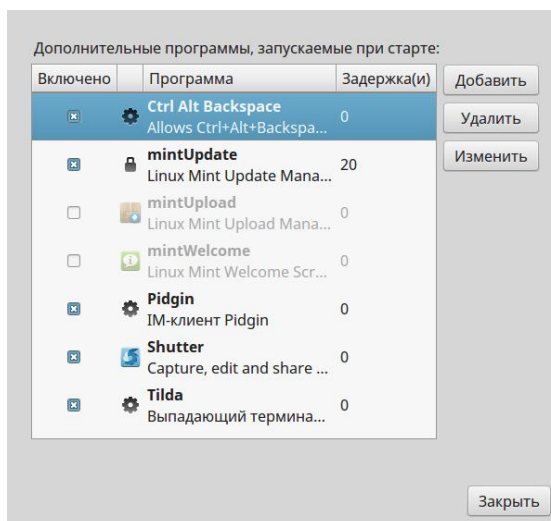 Дополнительные программы, запускаемые при старте:
Включено Программа Задержка(и) Добавить
Ctrl Alt Backspace
Allows Ctrl+Alt+Backspa... 0 Удалить
mintUpdate
Linux Mint Update Mana... 20 Изменить
mintUpload
Linux Mint Upload Mana... 0
mintWelcome
Linux Mint Welcome Scr... 0
Pidgin
IM-клиент Pidgin 0
Shutter
Capture, edit and share ... 0
Tilda
Выпадающий термина... 0
Закрыть